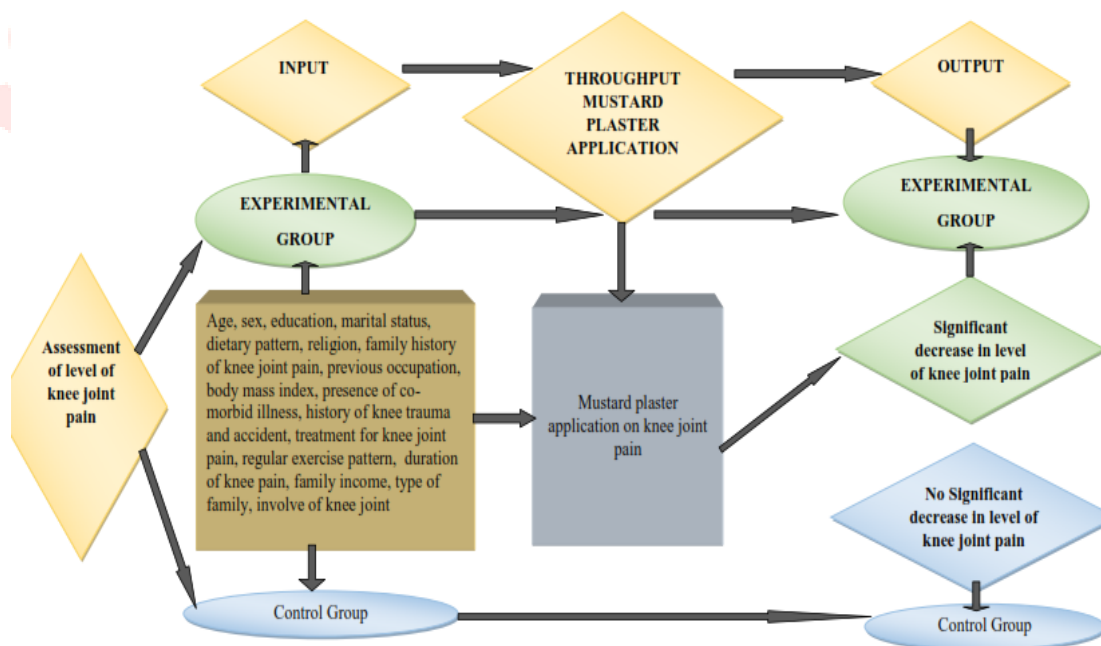 INPUT
THROUGHPUT
MUSTARD
PLASTER
APPLICATION
OUTPUT
EXPERIMENTAL
GROUP
EXPERIMENTAL
GROUP
Assessment
of level of
knee joint
pain
Age, sex, education, marital status,
dietary pattern, religion, family history
of knee joint pain, previous occupation,
body mass index, presence of co-
morbid illness, history of knee trauma
and accident, treatment for knee joint
pain, regular exercise pattern, duration
of knee pain, family income, type of
family, involve of knee joint
Mustard plaster
application on knee joint
pain
Significant
decrease in level
of knee joint pain
No Significant
decrease in level of
knee joint pain
Control Group
Control Group